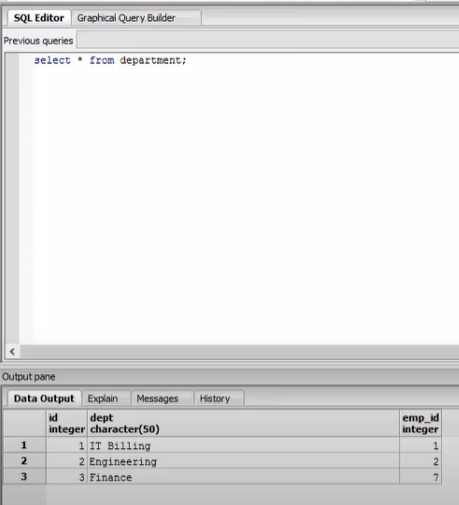 SQL Editor Graphical Query Builder
Previous queries
select * from department;
Output pane
Data Output Explain Messages History
id dept emp_id
integer character(50) integer
1 1 IT Billing 1
2 2 Engineering 2
3 3 Finance 7